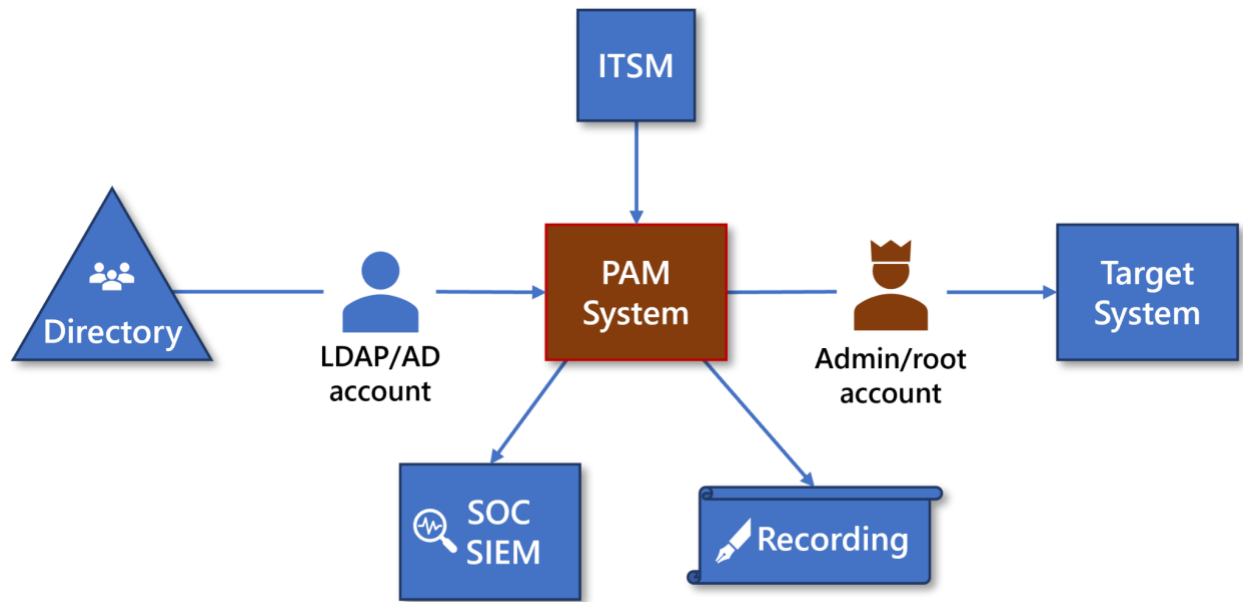 ITSM
Directory
LDAP/AD
account
PAM
System
Admin/root
account
Target
System
SOC
SIEM
Recording